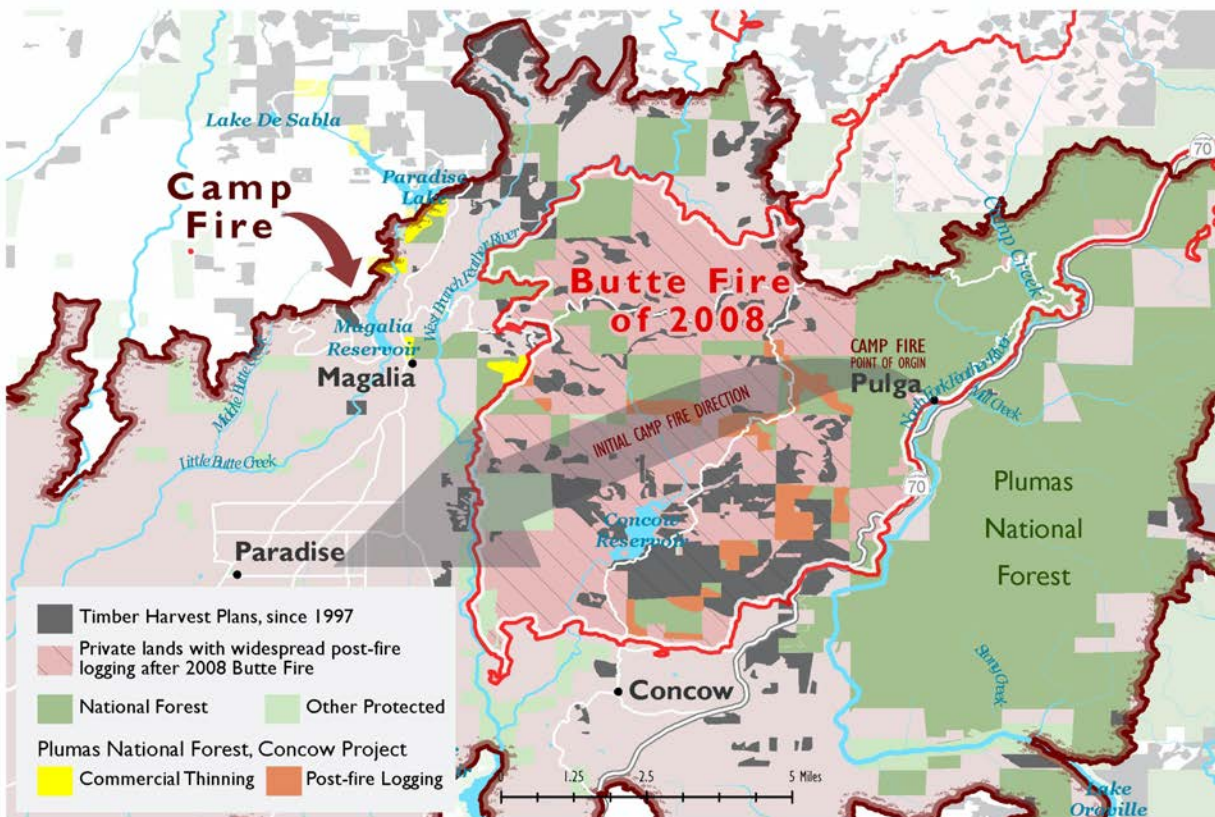 Lake De Sabla
Paradise
Lake
Camp
Fire
West Branch Feather River
Camp Creek
70
Butte Fire
of 2008
Magalia
Reservoir
Magalia
Middle Butte Creek
Little Butte Creek
CAMP FIRE
POINT OF ORGIN
Pulga
North Fork Feather River
Mill Creek
INITIAL CAMP FIRE DIRECTION
70
Plumas
National
Forest
Concow
Reservoir
Paradise
Concow
Stony Creek
Lake
Oroville
Timber Harvest Plans, since 1997
Private lands with widespread post-fire
logging after 2008 Butte Fire
National Forest
Other Protected
Plumas National Forest, Concow Project
Commercial Thinning
Post-fire Logging
0 1.25 2.5 5 Miles